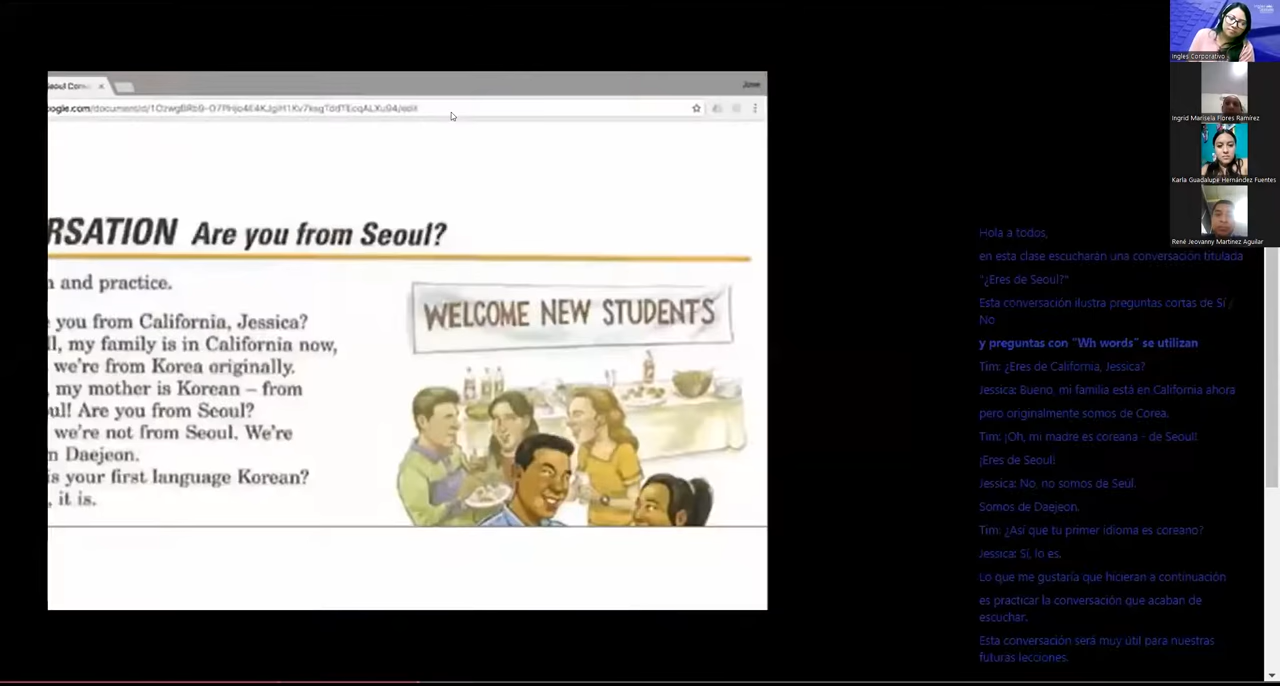 Jose
RSATION Are you from Seoul?
and practice.
you from California, Jessica?
l, my family is in California now,
we're from Korea originally.
my mother is Korean – from
ul! Are you from Seoul?
we're not from Seoul. We're
n Daejeon.
s your first language Korean?
, it is.
WELCOME NEW STUDENTS
Ingles Corporativo
Ingrid Marisela Flores Ramírez
Karla Guadalupe Hernández Fuentes
René Jeovanny Martinez Aguilar
Hola a todos,
en esta clase escucharán una conversación titulada
"¿Eres de Seoul?"
Esta conversación ilustra preguntas cortas de Sí /
No
y preguntas con "Wh words" se utilizan
Tim: ¿Eres de California, Jessica?
Jessica: Bueno, mi familia está en California ahora
pero originalmente somos de Corea.
Tim: ¡Oh, mi madre es coreana - de Seoul!
¡Eres de Seoul!
Jessica: No, no somos de Seúl.
Somos de Daejeon.
Tim: ¿Así que tu primer idioma es coreano?
Jessica: Sí, lo es.
Lo que me gustaría que hicieran a continuación
es practicar la conversación que acaban de
escuchar.
Esta conversación será muy útil para nuestras
futuras lecciones.